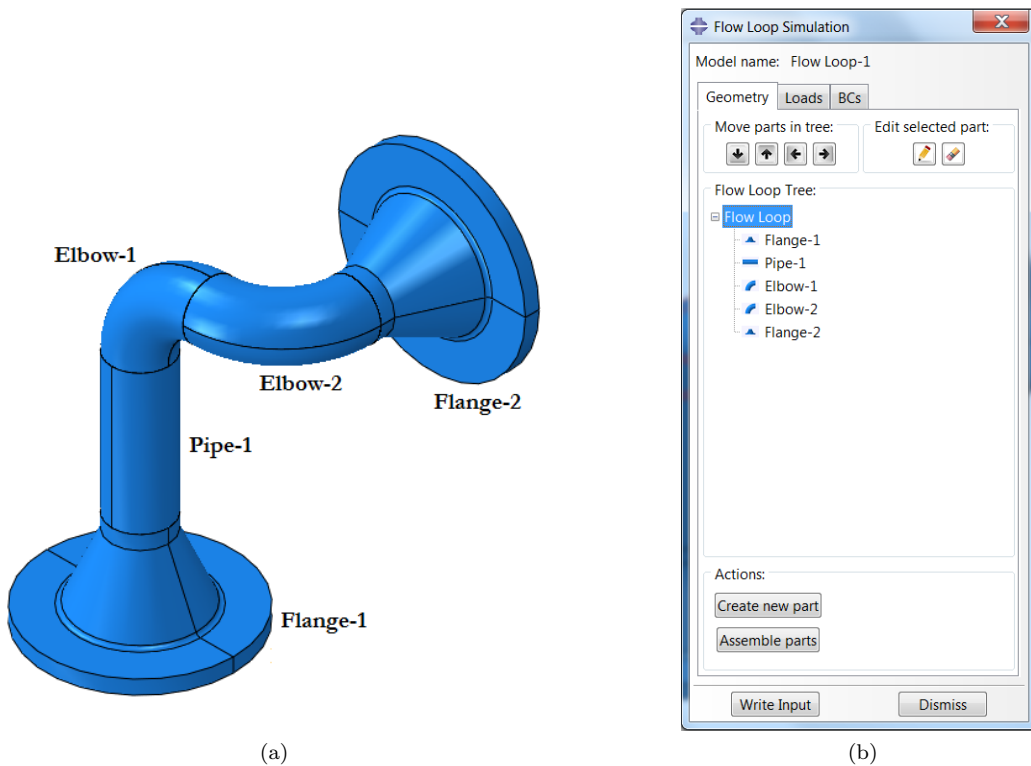 Elbow-1
Elbow-2
Flange-2
Pipe-1
Flange-1
(a)
Flow Loop Simulation
Model name: Flow Loop-1
Geometry Loads BCs
Move parts in tree: Edit selected part:
Flow Loop Tree:
Flow Loop
Flange-1
Pipe-1
Elbow-1
Elbow-2
Flange-2
Actions:
Create new part
Assemble parts
Write Input Dismiss
(b)